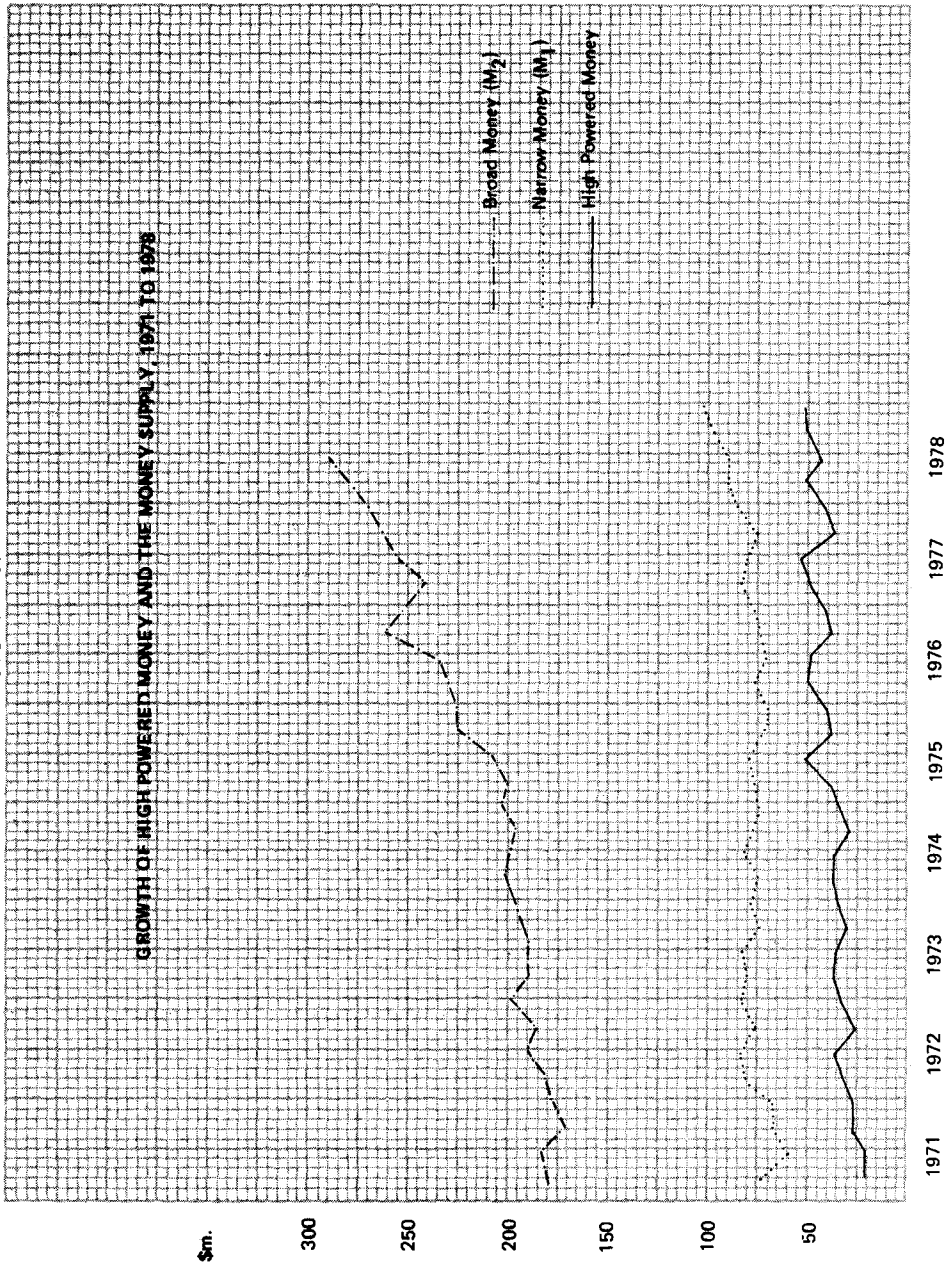 GROWTH OF HIGH POWERED MONEY AND THE MONEY SUPPLY, 1971 TO 1978
$m.
300
250
200
150
100
50
Broad Money (M2)
Narrow Money (M1)
High Powered Money
1971 1972 1973 1974 1975 1976 1977 1978